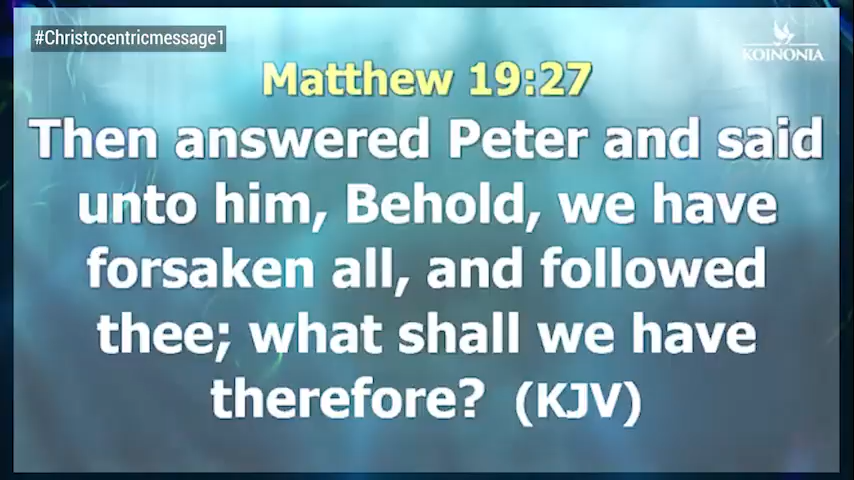 #Christocentricmessage1
KOINONIA
Matthew 19:27
Then answered Peter and said
unto him, Behold, we have
forsaken all, and followed
thee; what shall we have
therefore? (KJV)